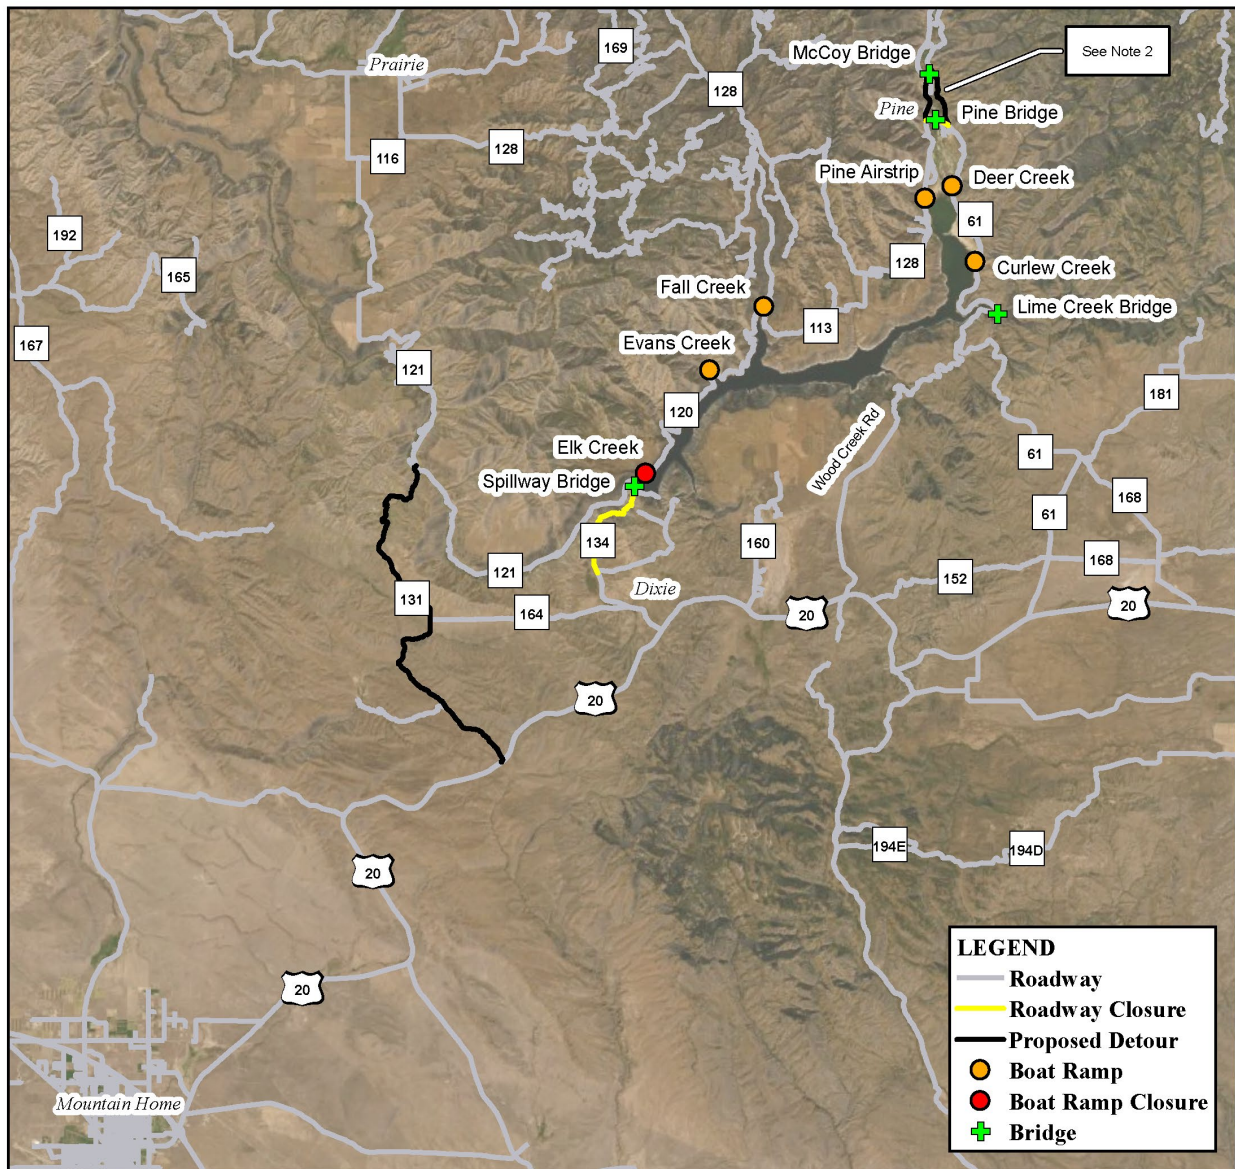 169
McCoy Bridge
See Note 2
Prairie
128
Pine
Pine Bridge
128
116
Pine Airstrip
Deer Creek
192
61
165
128
Curlew Creek
Fall Creek
Lime Creek Bridge
113
167
Evans Creek
121
181
120
Wood Creek Rd
Elk Creek
61
Spillway Bridge
168
61
134
160
121
168
152
Dixie
131
164
20
20
20
194E
194D
20
20
Mountain Home
LEGEND
Roadway
Roadway Closure
Proposed Detour
Boat Ramp
Boat Ramp Closure
Bridge